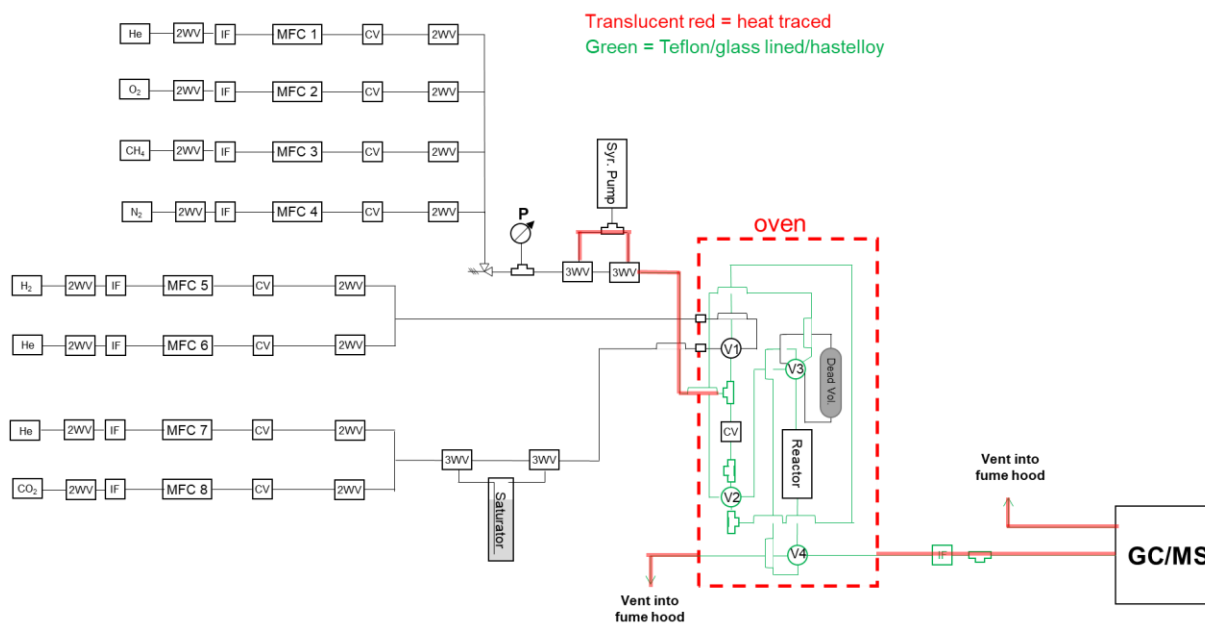 Translucent red = heat traced
Green = Teflon/glass lined/hastelloy
He 2WV IF MFC 1 CV 2WV
O₂ 2WV IF MFC 2 CV 2WV
CH₄ 2WV IF MFC 3 CV 2WV
N₂ 2WV IF MFC 4 CV 2WV
Syr. Pump
P
3WV 3WV
oven
H₂ 2WV IF MFC 5 CV 2WV
He 2WV IF MFC 6 CV 2WV
V1
V3
Dead Vol.
CV
He 2WV IF MFC 7 CV 2WV
CO₂ 2WV IF MFC 8 CV 2WV
3WV 3WV
Saturator
Reactor
V2
V4
Vent into
fume hood
Vent into
fume hood
IF
GC/MS